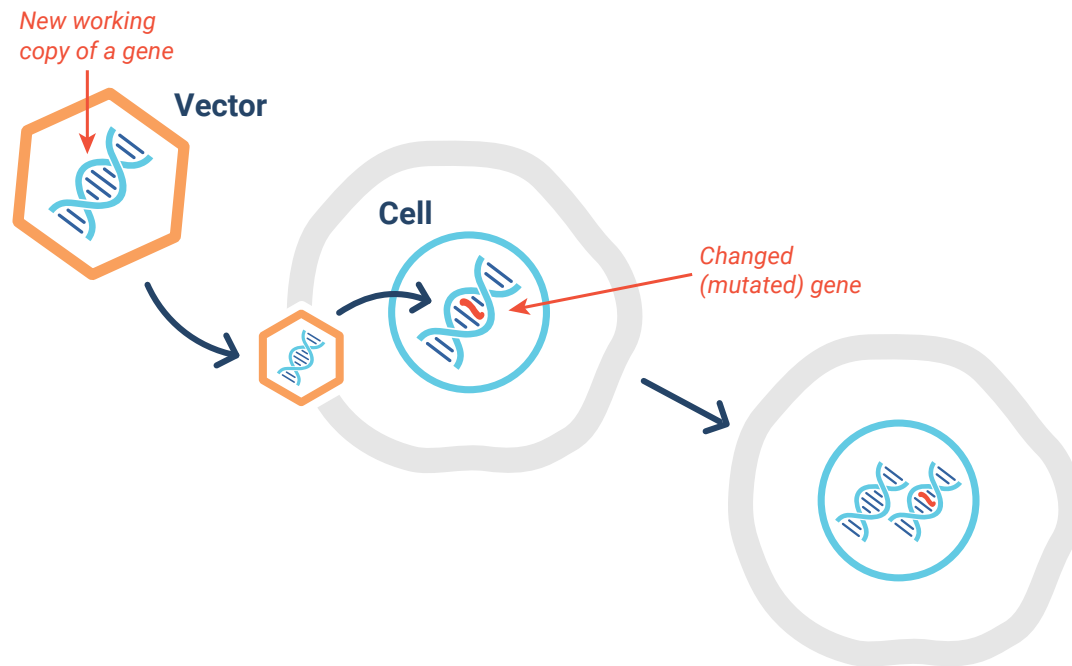 New working
copy of a gene
Vector
Cell
Changed
(mutated) gene